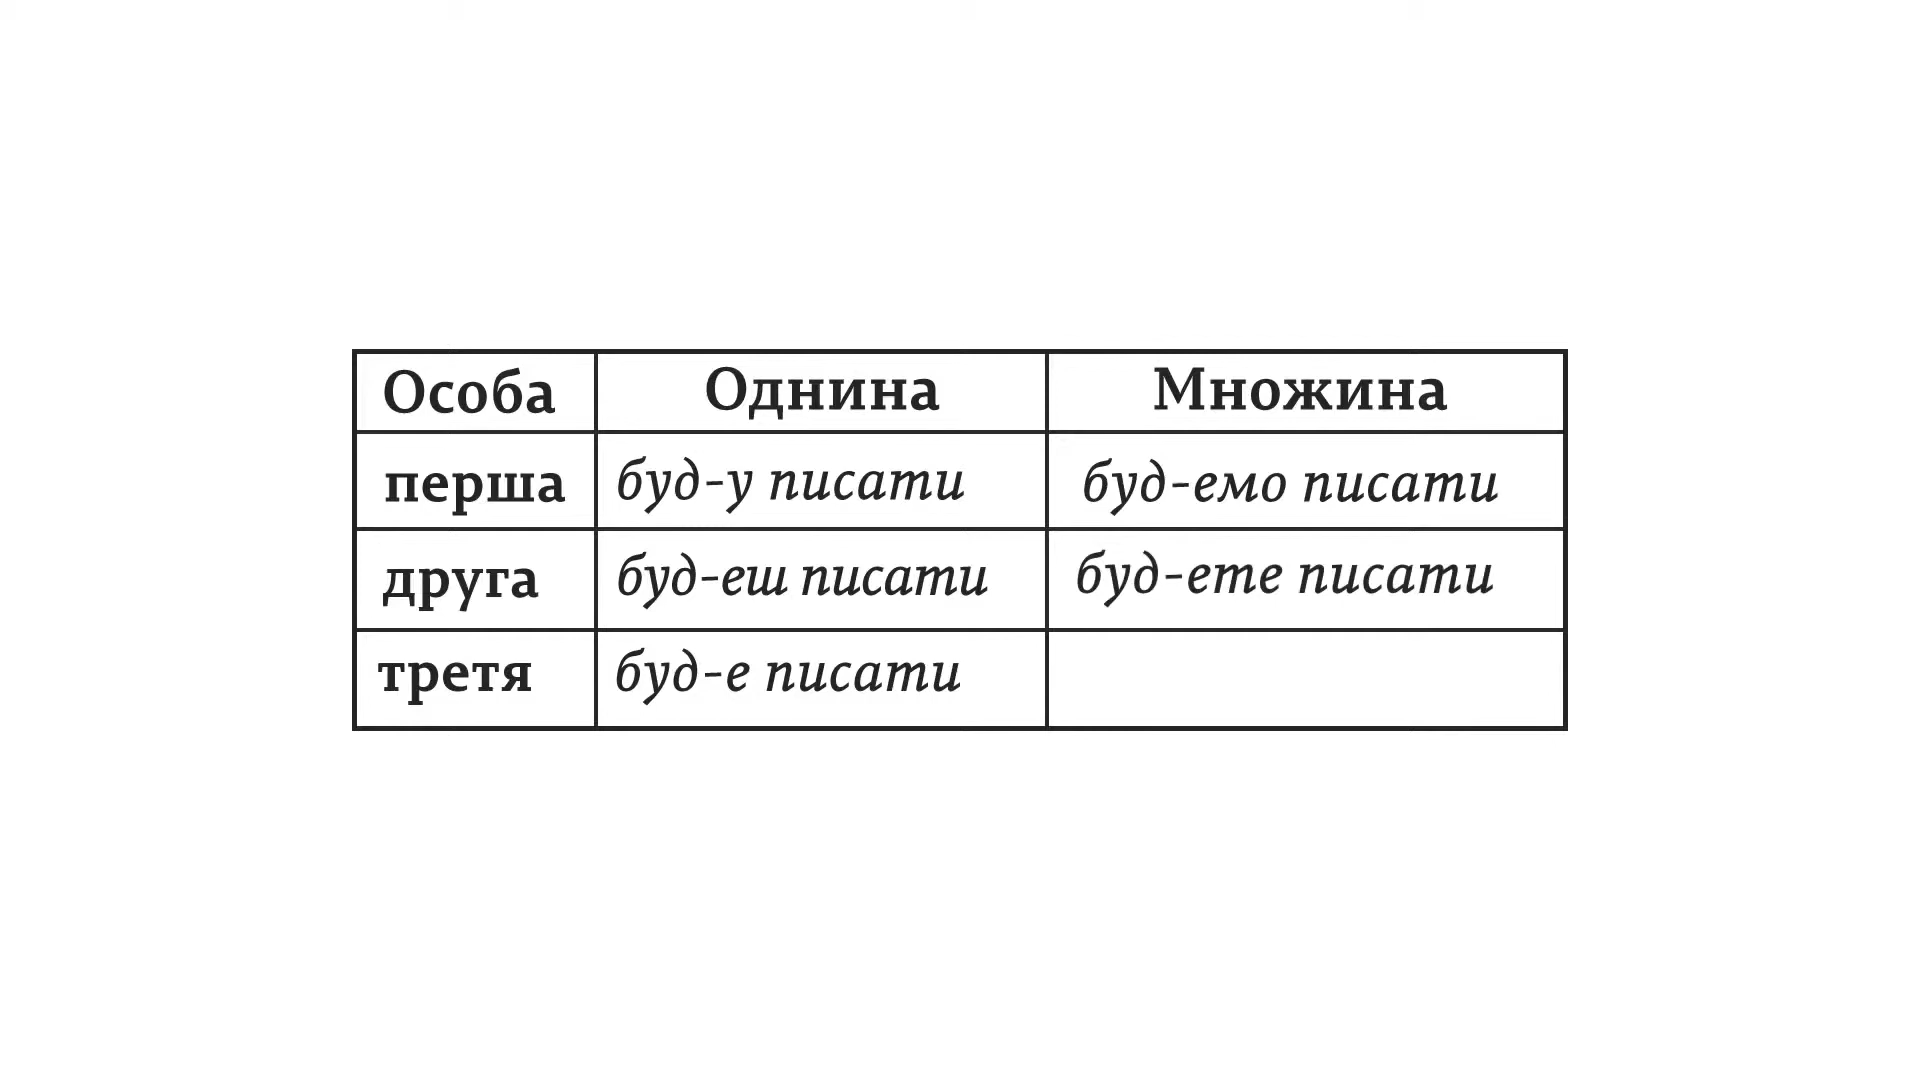 Особа Однина Множина
перша буд-у писати буд-емо писати
друга буд-еш писати буд-ете писати
третя буд-е писати